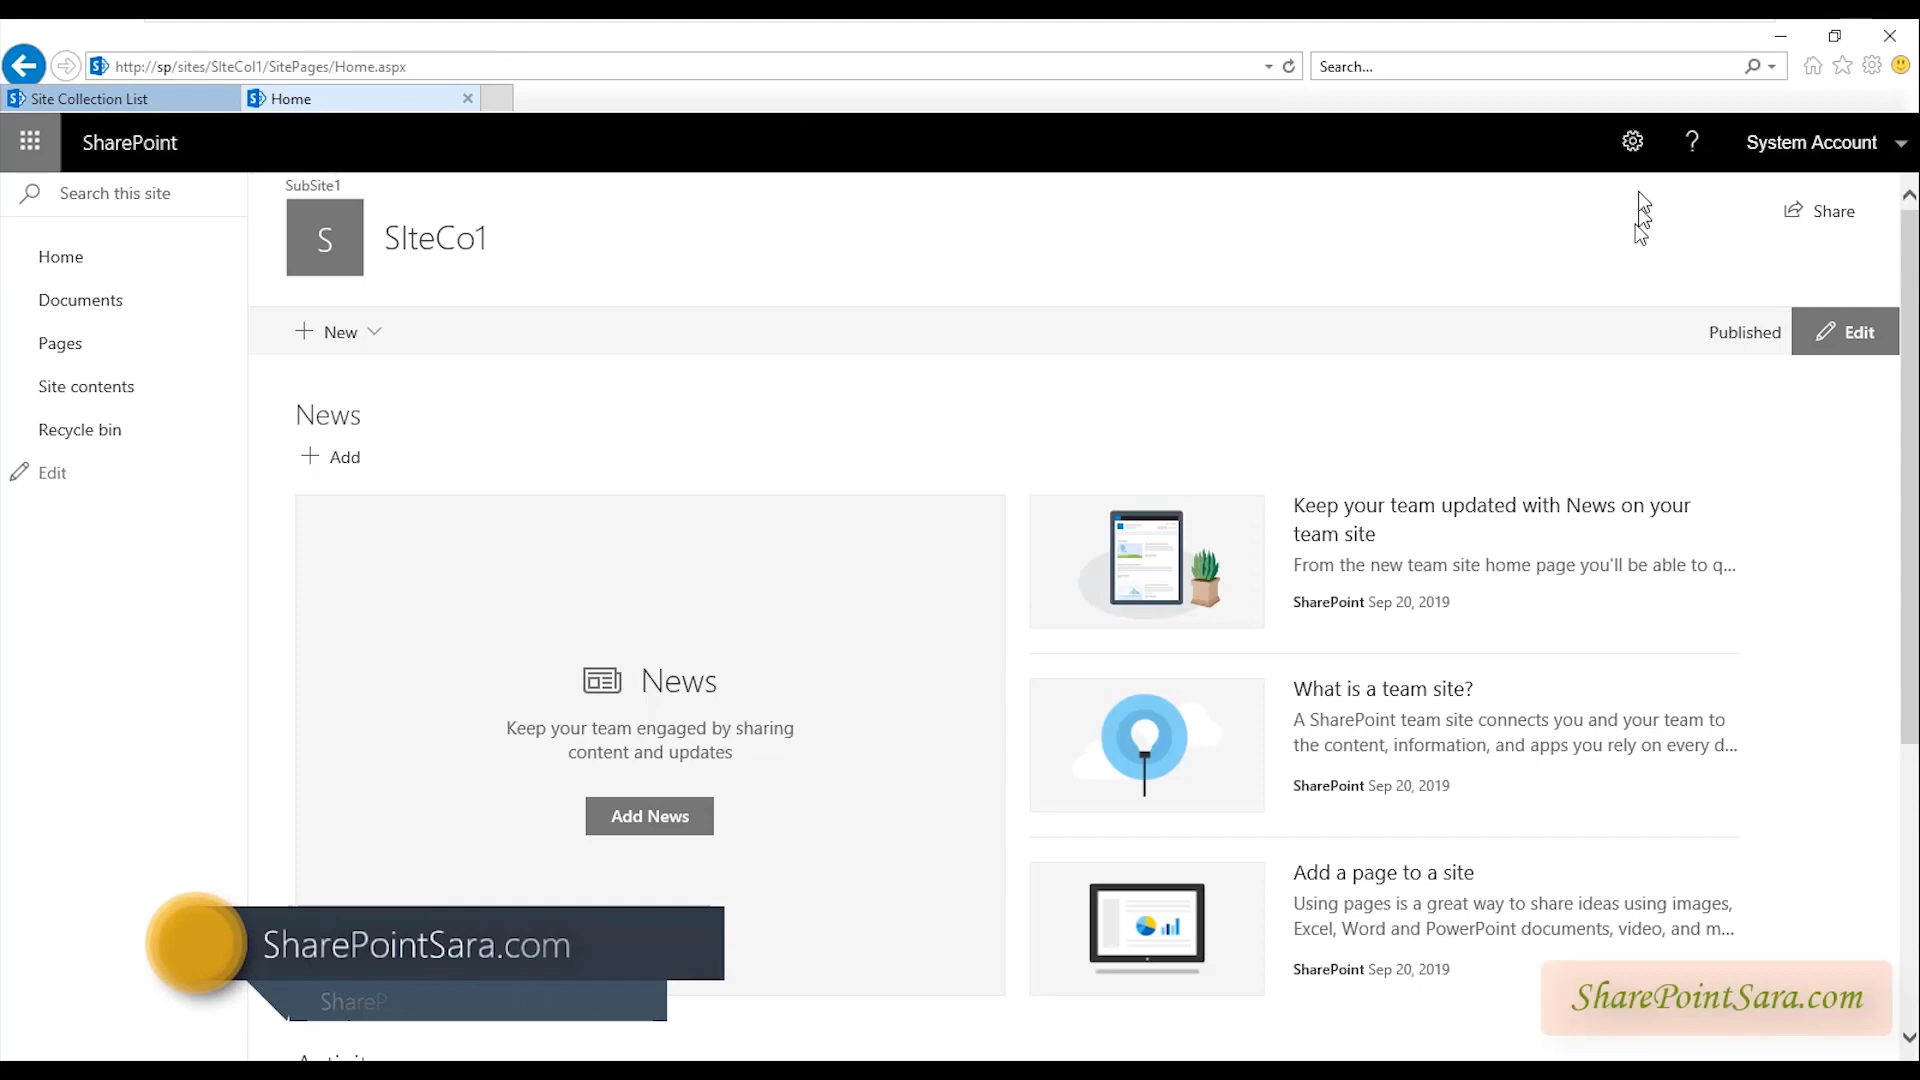 http://sp/sites/SIteCol1/SitePages/Home.aspx
Search...
Site Collection List
Home
SharePoint
?
System Account
Search this site
SubSite1
S
SIteCo1
Share
Home
Documents
Pages
Site contents
Recycle bin
Edit
New
Published
Edit
News
Add
News
Keep your team engaged by sharing
content and updates
Add News
Keep your team updated with News on your
team site
From the new team site home page you'll be able to q...
SharePoint Sep 20, 2019
What is a team site?
A SharePoint team site connects you and your team to
the content, information, and apps you rely on every d...
SharePoint Sep 20, 2019
Add a page to a site
Using pages is a great way to share ideas using images,
Excel, Word and PowerPoint documents, video, and m...
SharePoint Sep 20, 2019
SharePointSara.com
ShareP
SharePointSara.com